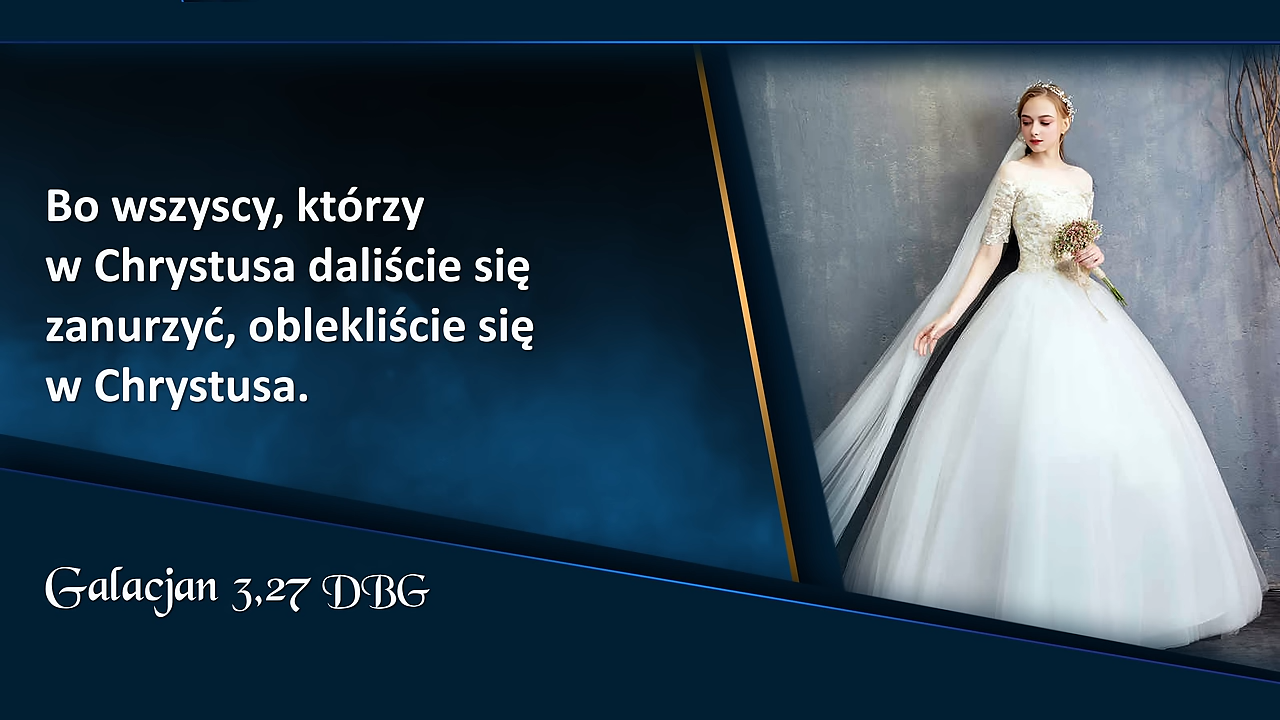 Bo wszyscy, którzy
w Chrystusa daliście się
zanurzyć, oblekliście się
w Chrystusa.
Galacjan 3,27 DBG